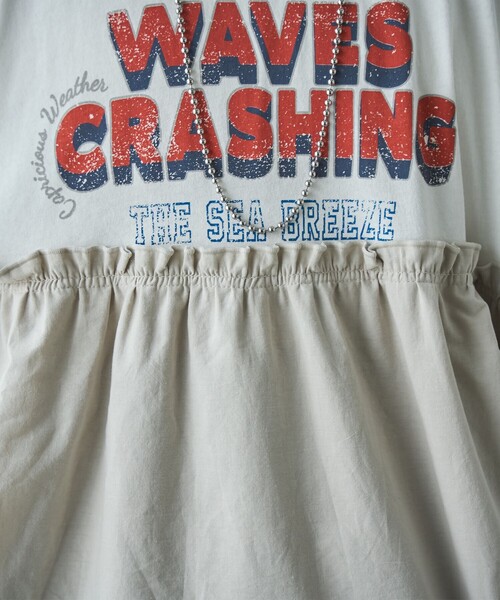 WAVES
Capricious Weather
CRASHING
THE SEA BREEZE